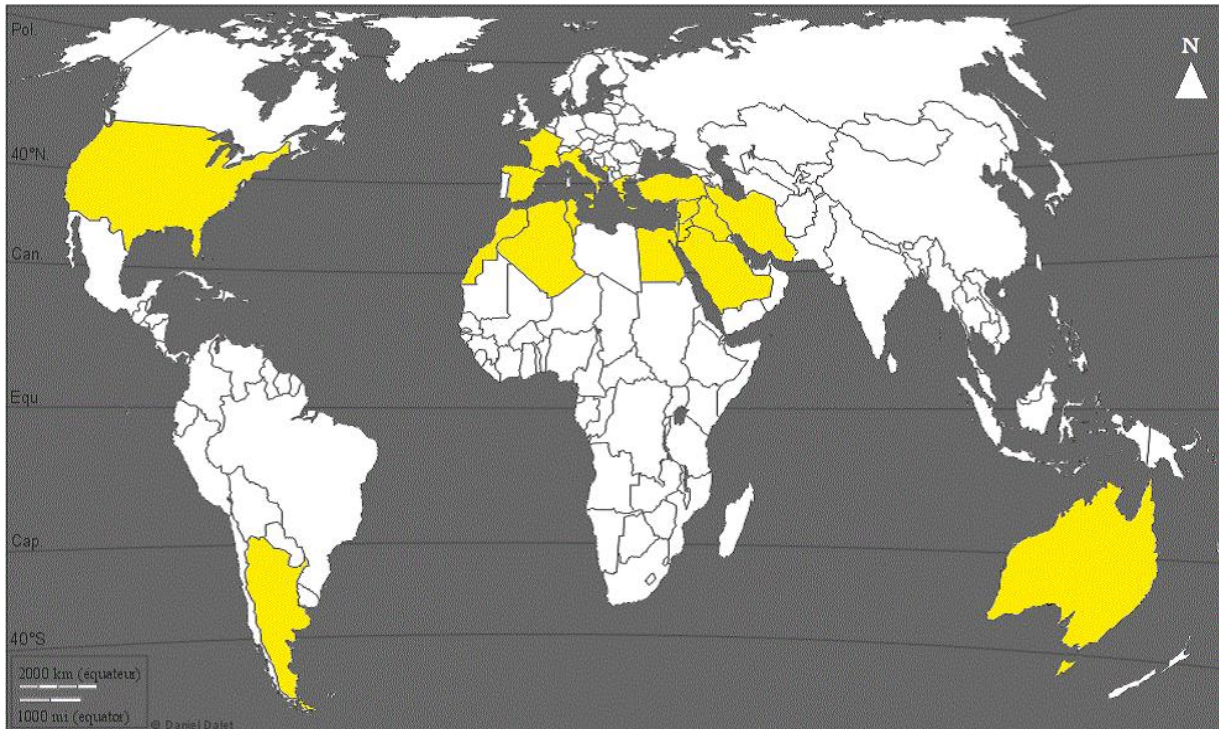 Pol.
N
40°N.
Can.
Equ.
Cap.
40°S
2000 km (équateur)
1000 mi (equator)
© Daniel Dalet